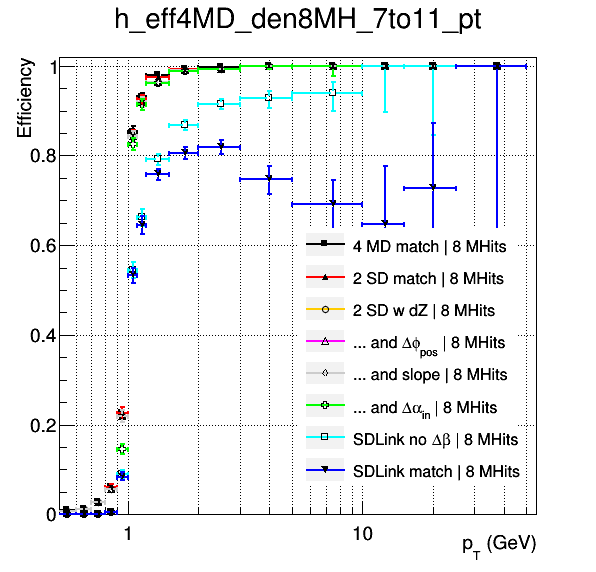 h_eff4MD_den8MH_7to11_pt
Efficiency
1
0.8
0.6
0.4
0.2
0
4 MD match | 8 MHits
2 SD match | 8 MHits
2 SD w dZ | 8 MHits
... and Δϕpos | 8 MHits
... and slope | 8 MHits
... and Δαin | 8 MHits
SDLink no Δβ | 8 MHits
SDLink match | 8 MHits
1
10
pT (GeV)